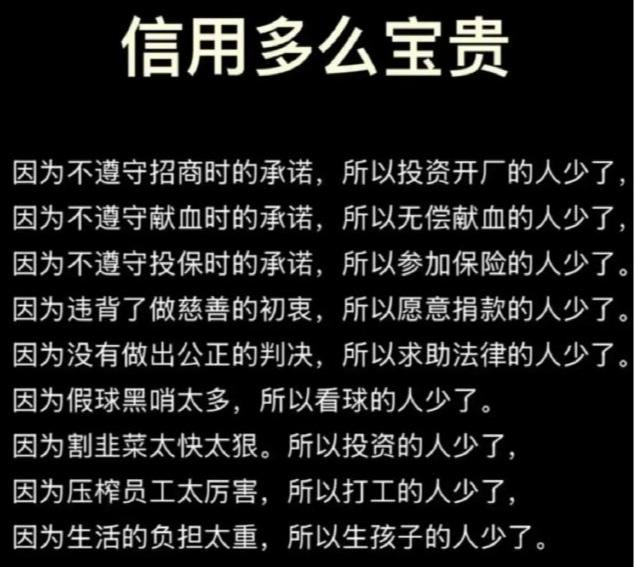 信用多么宝贵
因为不遵守招商时的承诺，所以投资开厂的人少了，
因为不遵守献血时的承诺，所以无偿献血的人少了，
因为不遵守投保时的承诺，所以参加保险的人少了。
因为违背了做慈善的初衷，所以愿意捐款的人少了。
因为没有做出公正的判决，所以求助法律的人少了。
因为假球黑哨太多，所以看球的人少了。
因为割韭菜太快太狠。所以投资的人少了，
因为压榨员工太厉害，所以打工的人少了，
因为生活的负担太重，所以生孩子的人少了。